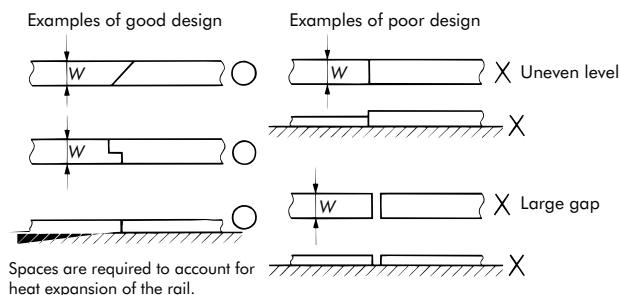 Examples of good design
W
W
Spaces are required to account for
heat expansion of the rail.
Examples of poor design
W
Uneven level
W
Large gap